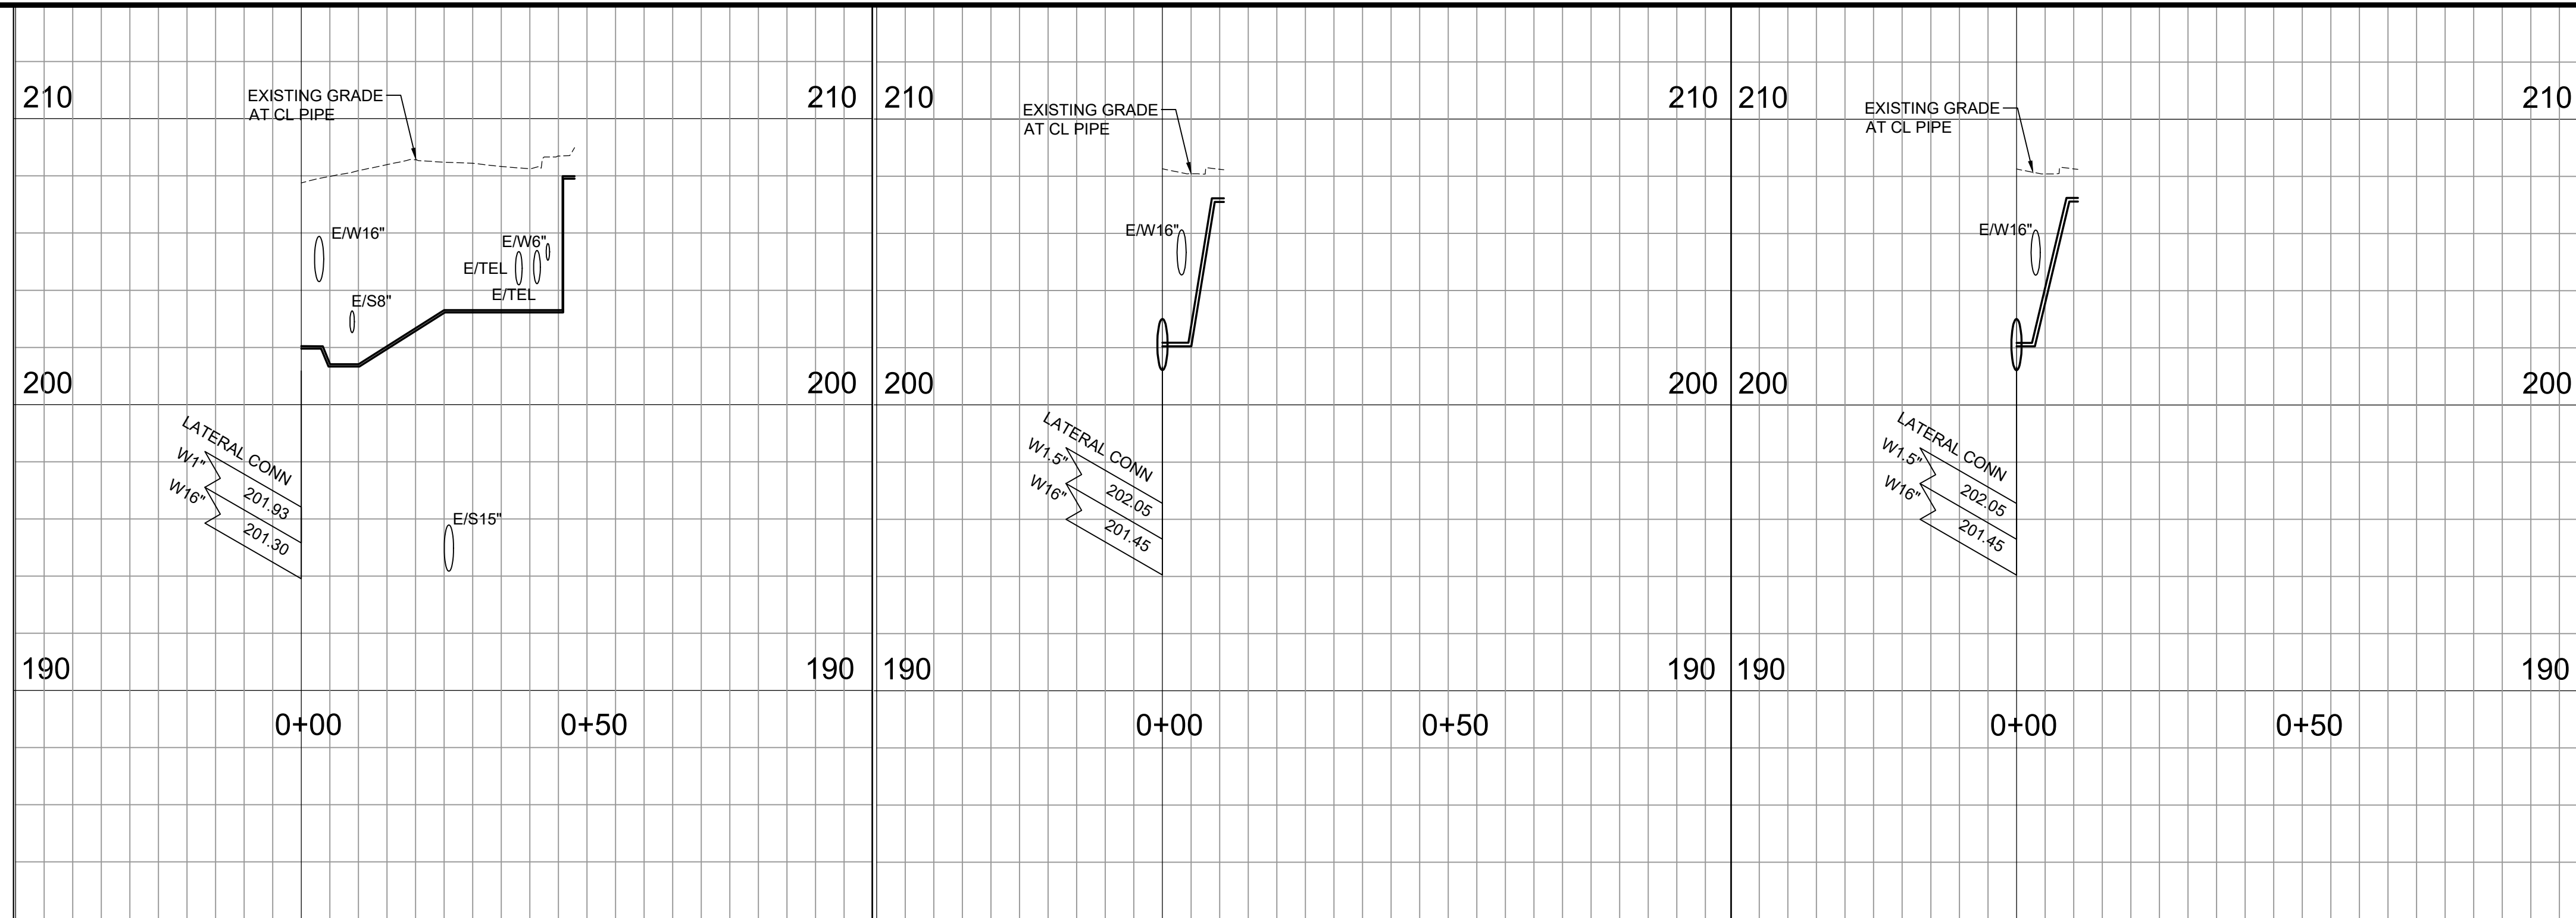 210
EXISTING GRADE
AT CL PIPE
210
E/W16"
E/W6"
E/TEL
E/TEL
E/S8"
200
200
LATERAL CONN
W1"
201.93
W16"
201.30
E/S15"
190
190
0+00
0+50
210
EXISTING GRADE
AT CL PIPE
210
E/W16"
200
200
LATERAL CONN
W1.5"
202.05
W16"
201.45
190
190
0+00
0+50
210
EXISTING GRADE
AT CL PIPE
210
E/W16"
200
200
LATERAL CONN
W1.5"
202.05
W16"
201.45
190
190
0+00
0+50